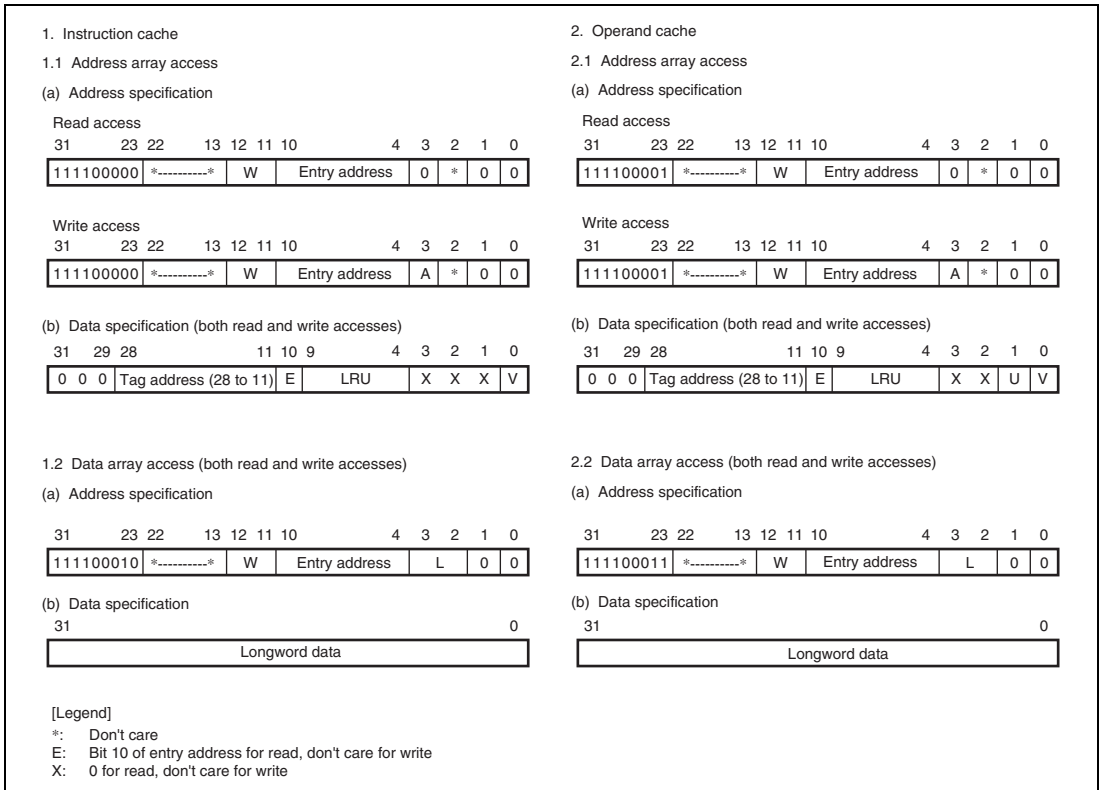 1. Instruction cache
1.1 Address array access
(a) Address specification
Read access
31 23 22 13 12 11 10 4 3 2 1 0
111100000 *----------* W Entry address 0 * 0 0
Write access
31 23 22 13 12 11 10 4 3 2 1 0
111100000 *----------* W Entry address A * 0 0
(b) Data specification (both read and write accesses)
31 29 28 11 10 9 4 3 2 1 0
0 0 0 Tag address (28 to 11) E LRU X X X V
1.2 Data array access (both read and write accesses)
(a) Address specification
31 23 22 13 12 11 10 4 3 2 1 0
111100010 *----------* W Entry address L 0 0
(b) Data specification
31 0
Longword data
2. Operand cache
2.1 Address array access
(a) Address specification
Read access
31 23 22 13 12 11 10 4 3 2 1 0
111100001 *----------* W Entry address 0 * 0 0
Write access
31 23 22 13 12 11 10 4 3 2 1 0
111100001 *----------* W Entry address A * 0 0
(b) Data specification (both read and write accesses)
31 29 28 11 10 9 4 3 2 1 0
0 0 0 Tag address (28 to 11) E LRU X X U V
2.2 Data array access (both read and write accesses)
(a) Address specification
31 23 22 13 12 11 10 4 3 2 1 0
111100011 *----------* W Entry address L 0 0
(b) Data specification
31 0
Longword data
[Legend]
*: Don't care
E: Bit 10 of entry address for read, don't care for write
X: 0 for read, don't care for write